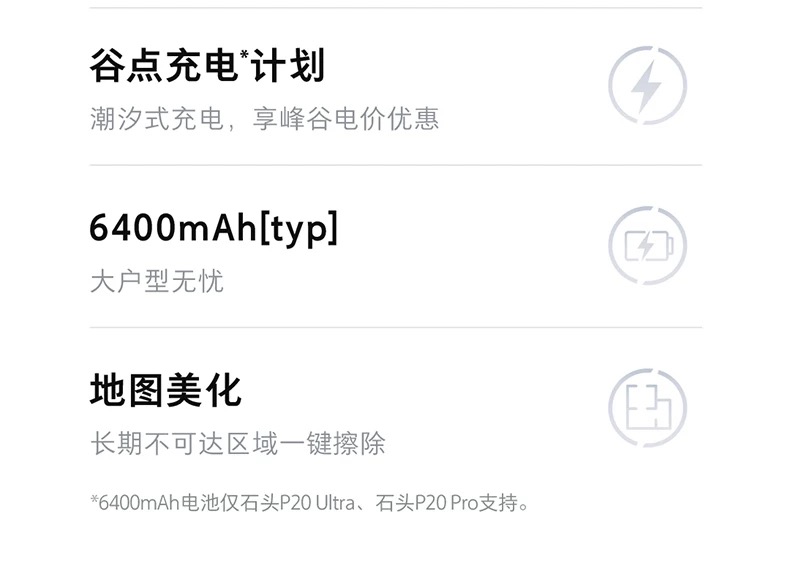 谷点充电*计划
潮汐式充电，享峰谷电价优惠
6400mAh[typ]
大户型无忧
地图美化
长期不可达区域一键擦除
*6400mAh电池仅石头P20 Ultra、石头P20 Pro支持。